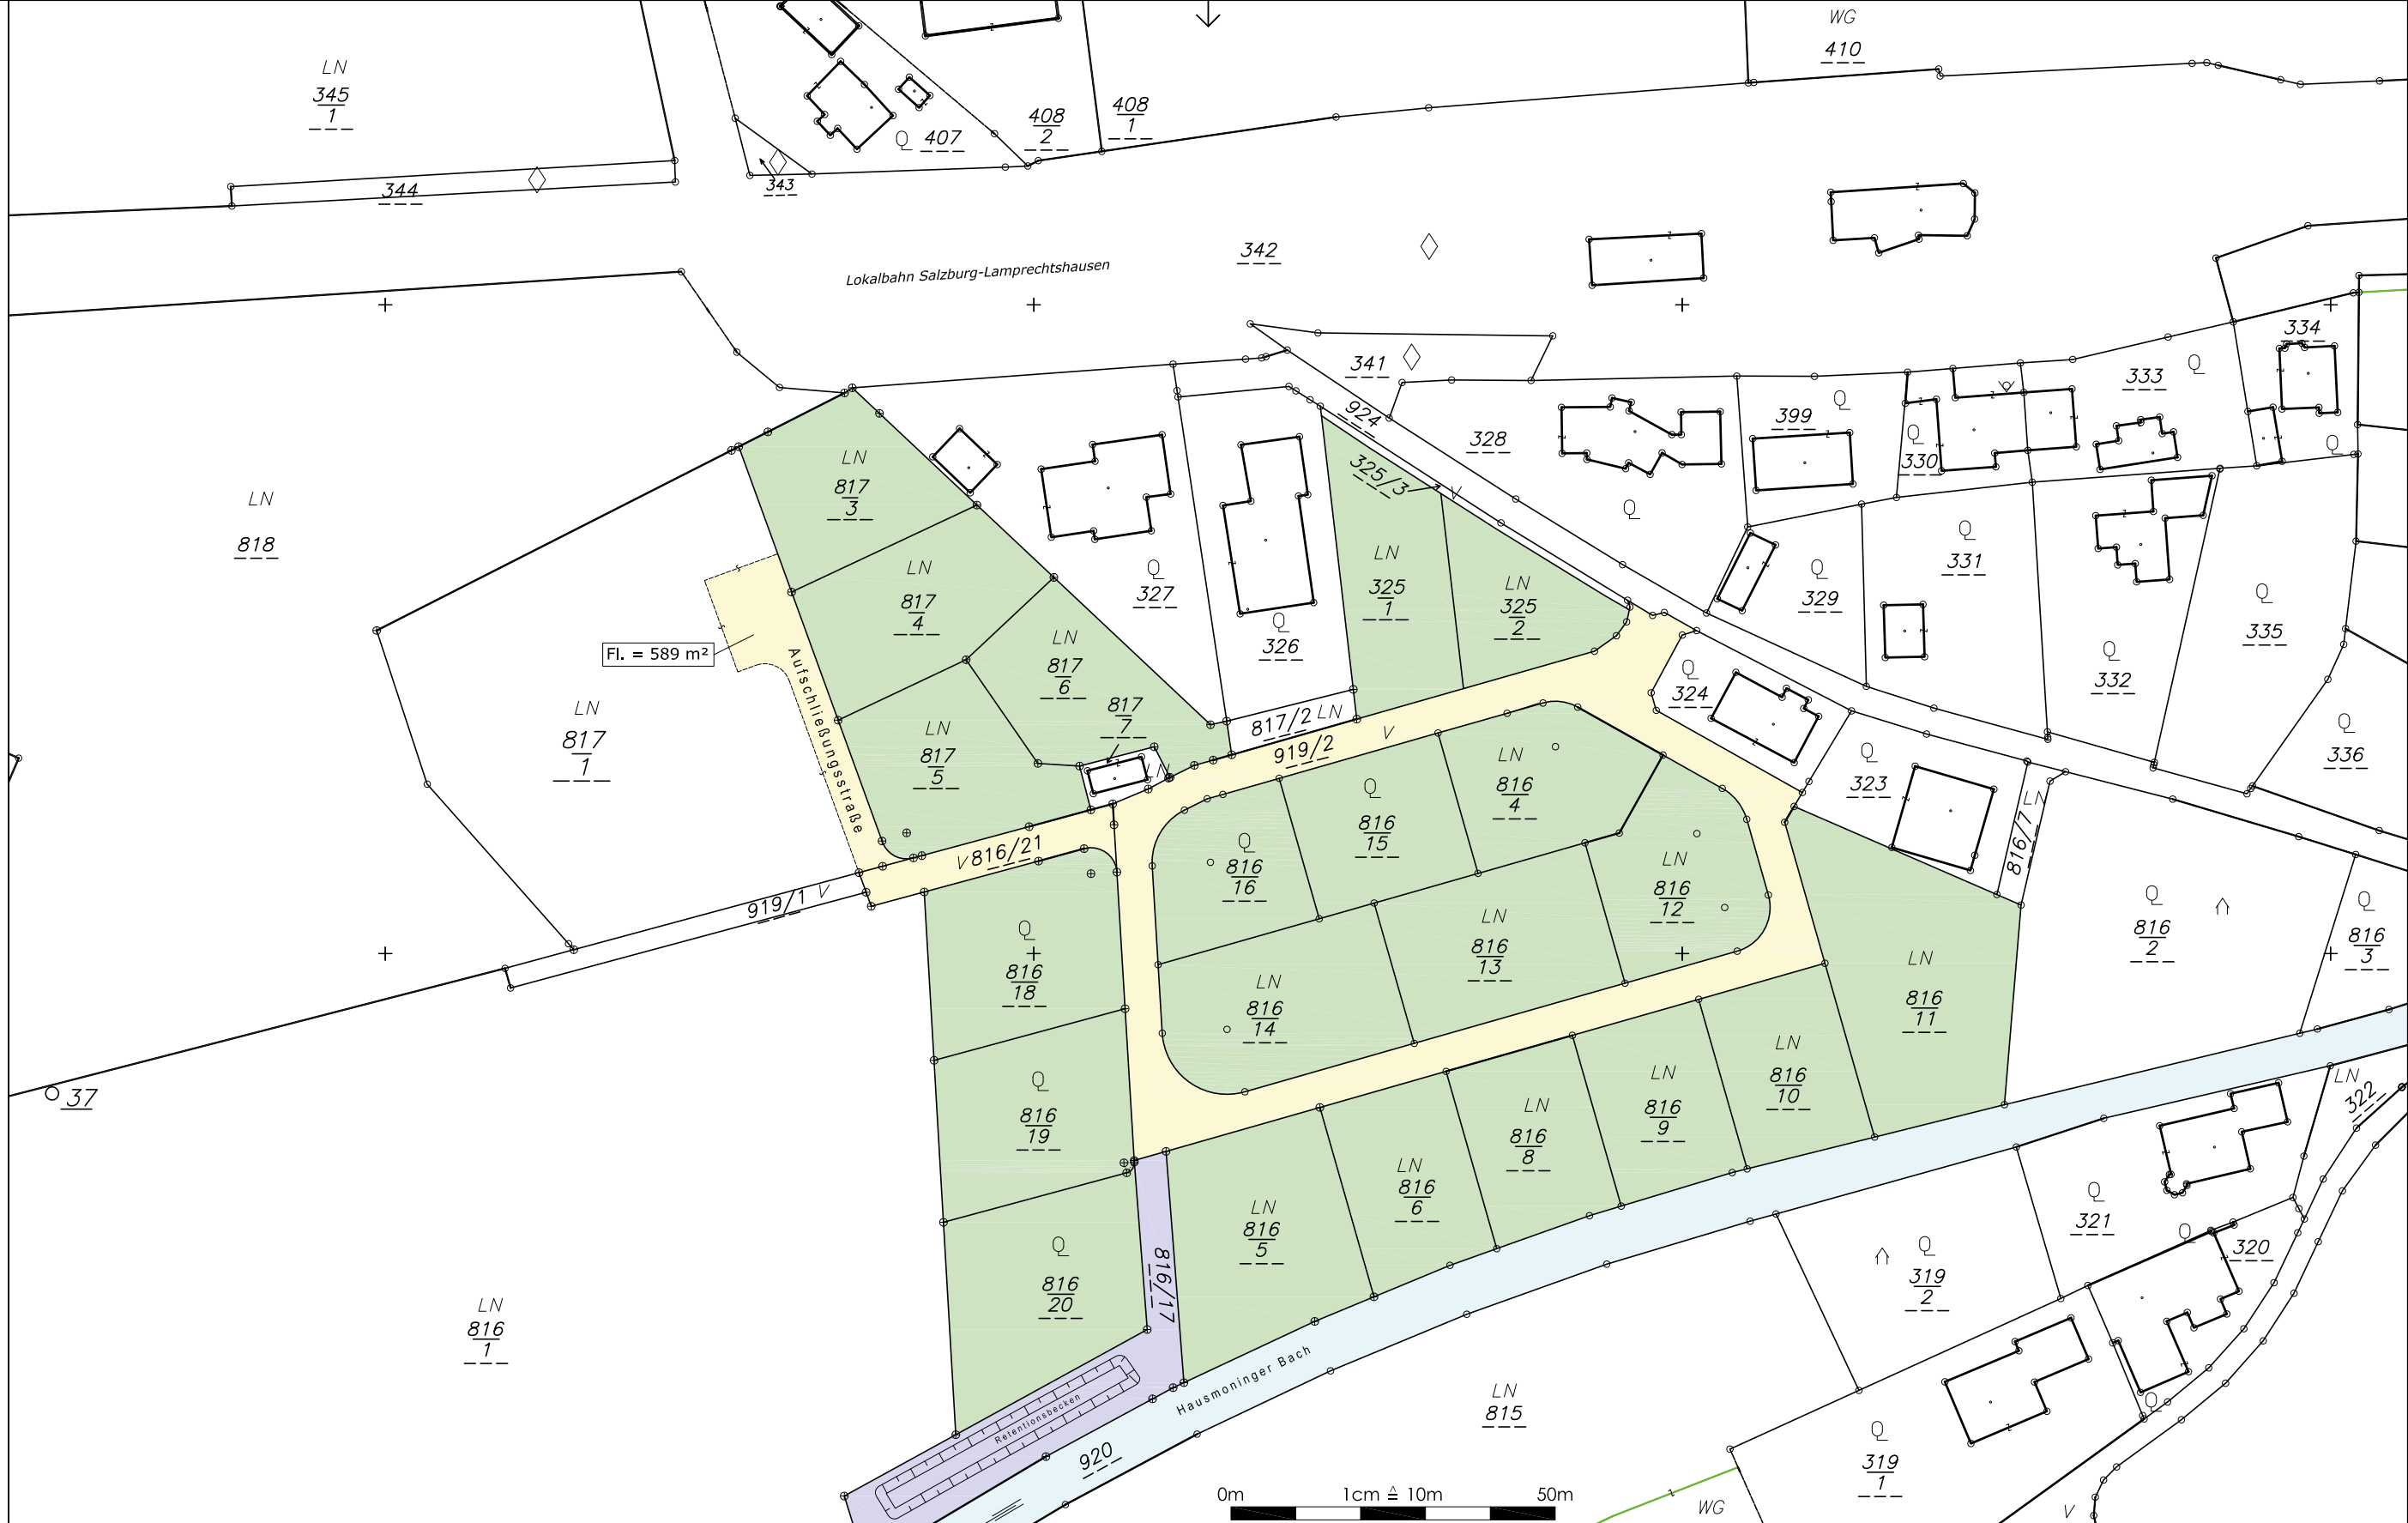 WG
410
LN
345
1
408
2
408
1
Q 407
344
343
342
Lokalbahn Salzburg-Lamprechtshausen
341
334
Q
333
924
399
Q
Q
328
Q
330
Q
LN
817
3
325/3
V
LN
818
Q
Q
331
LN
325
1
LN
817
4
Q
327
LN
325
2
Q
329
Q
335
Q
326
LN
817
6
Fl. = 589 m²
Aufschließungsstraße
Q
324
Q
332
LN
817
1
817
7
817/2 LN
919/2
V
LN
817
5
LN
Q
336
Q
323
LN
816/7
LN
816
4
Q
816
15
Q
816
16
V 816/21
LN
816
12
919/1 V
Q
816
2
Q
816
3
Q
816
18
LN
816
13
LN
816
14
LN
816
11
37
Q
816
19
LN
816
10
LN
816
9
LN
816
8
LN
322
LN
816
6
LN
816
5
Q
321
Q
320
Q
816
20
816/17
Q
319
2
LN
816
1
Hausmoninger Bach
Retentionsbecken
LN
815
Q
Q
319
1
920
0m
1cm ≙ 10m
50m
WG
V